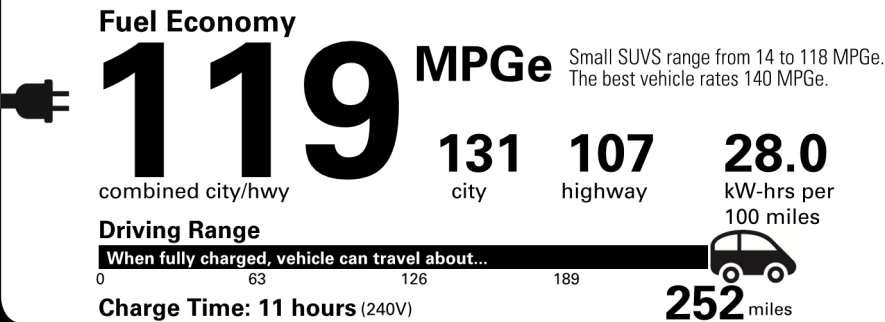 Fuel Economy
119 MPGe
Small SUVS range from 14 to 118 MPGe.
The best vehicle rates 140 MPGe.
combined city/hwy
131
city
107
highway
28.0
kW-hrs per
100 miles
Driving Range
When fully charged, vehicle can travel about...
0 63 126 189
252 miles
Charge Time: 11 hours (240V)